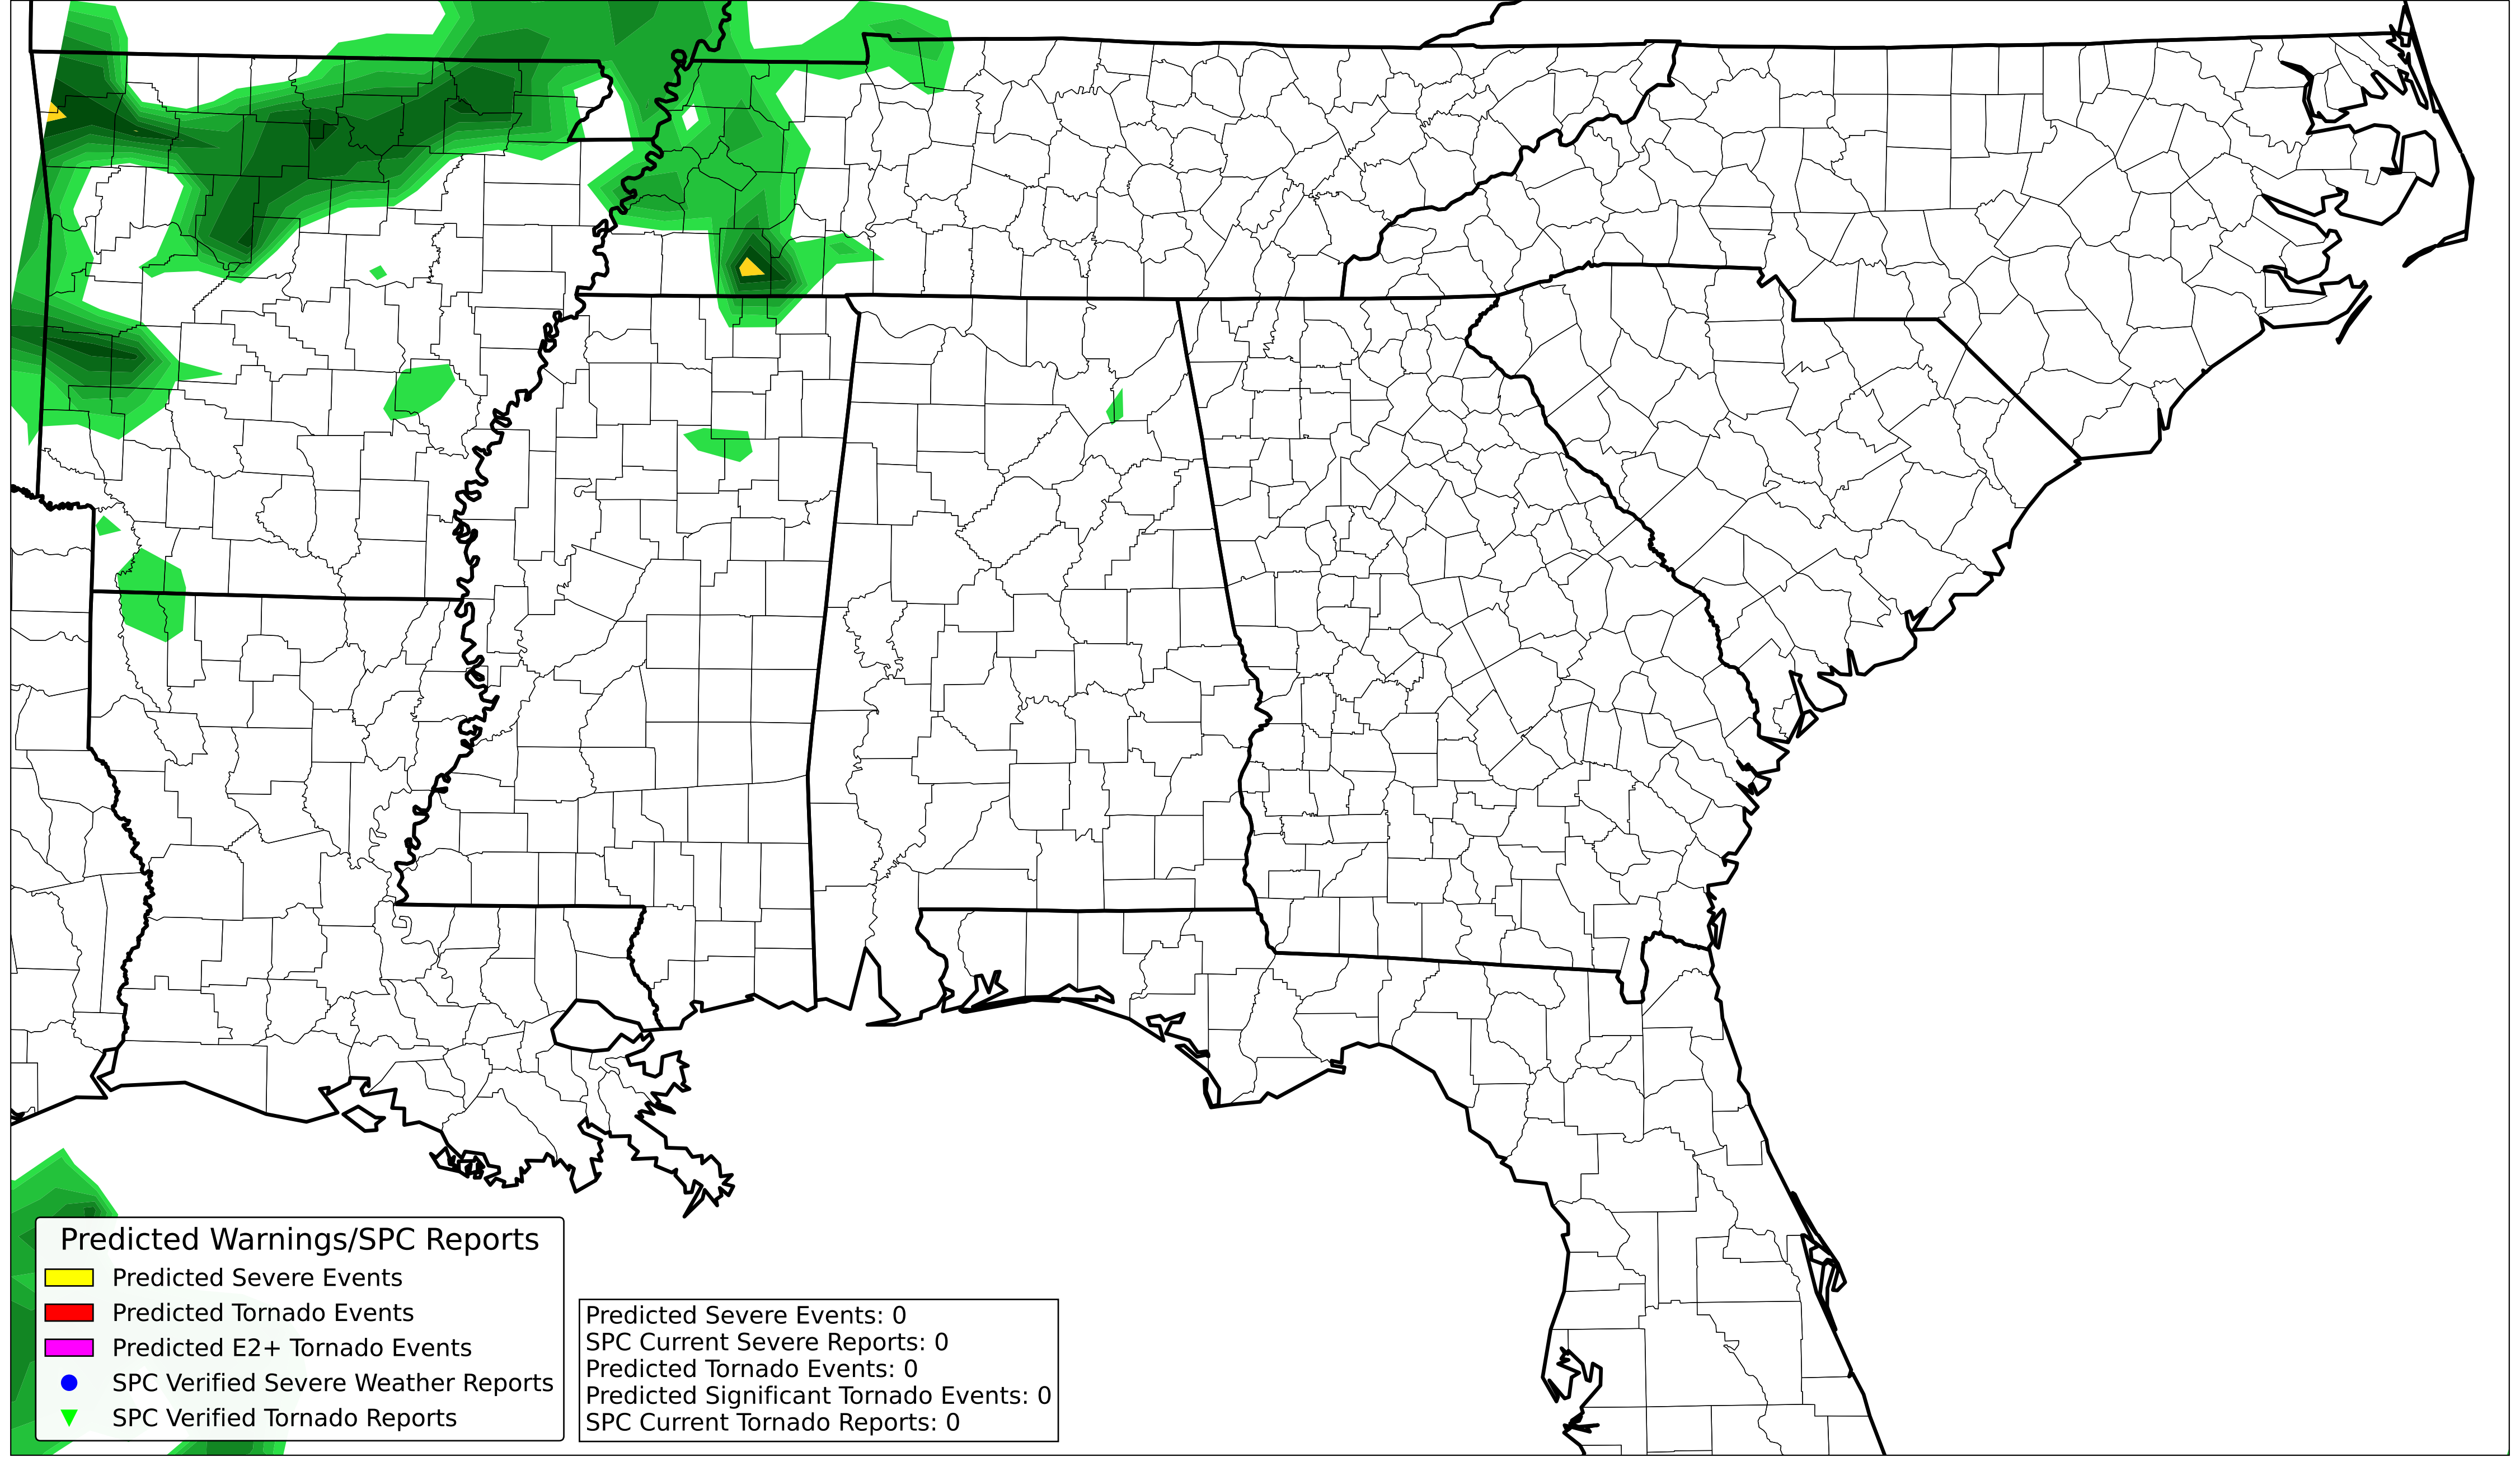 Predicted Warnings/SPC Reports
Predicted Severe Events
Predicted Tornado Events
Predicted E2+ Tornado Events
SPC Verified Severe Weather Reports
SPC Verified Tornado Reports
Predicted Severe Events: 0
SPC Current Severe Reports: 0
Predicted Tornado Events: 0
Predicted Significant Tornado Events: 0
SPC Current Tornado Reports: 0